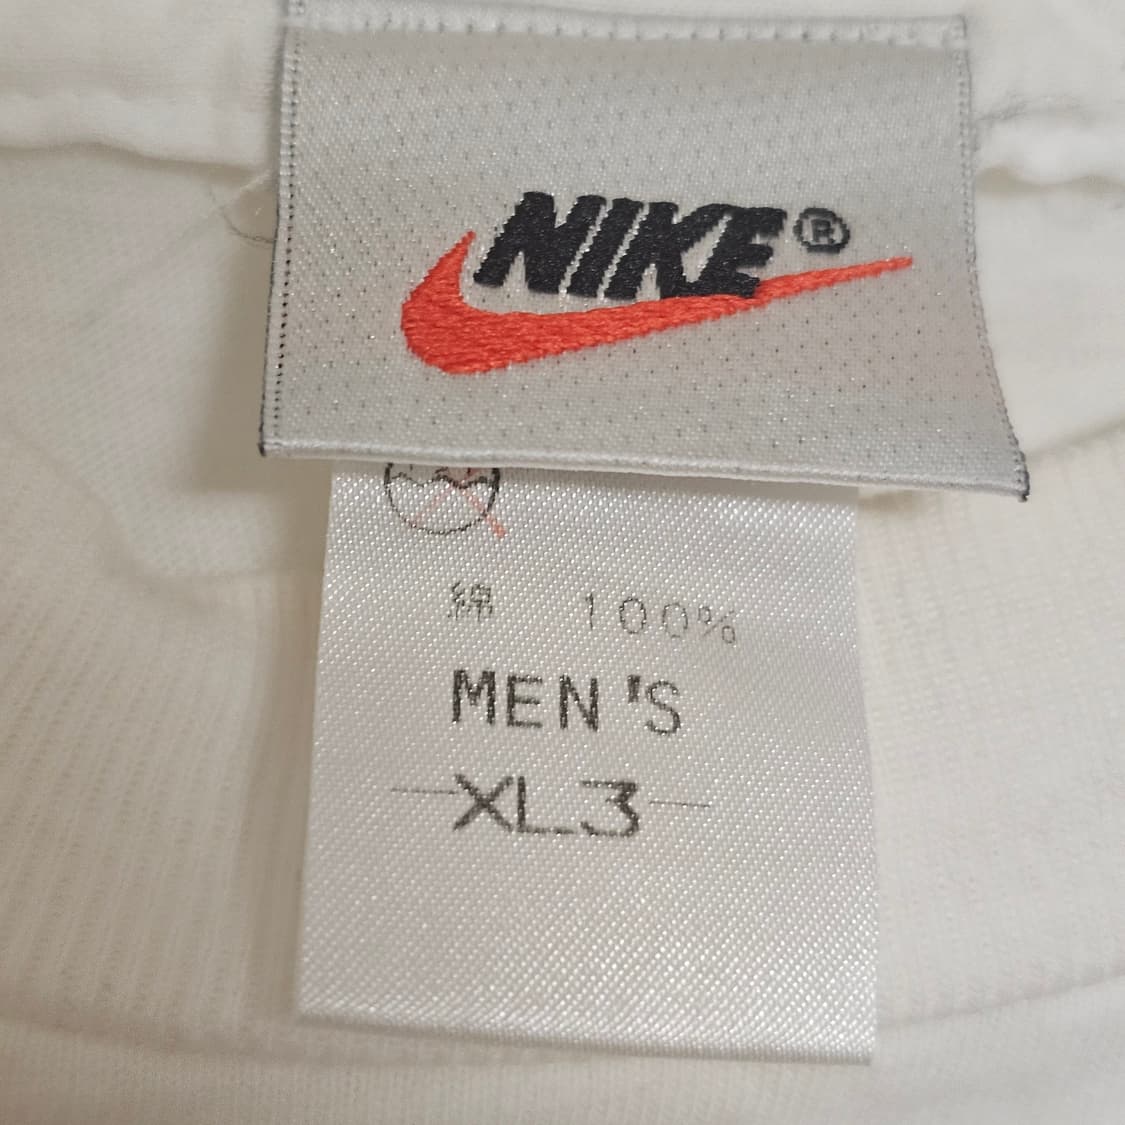 NIKE®
綿 100%
MEN'S
XL3